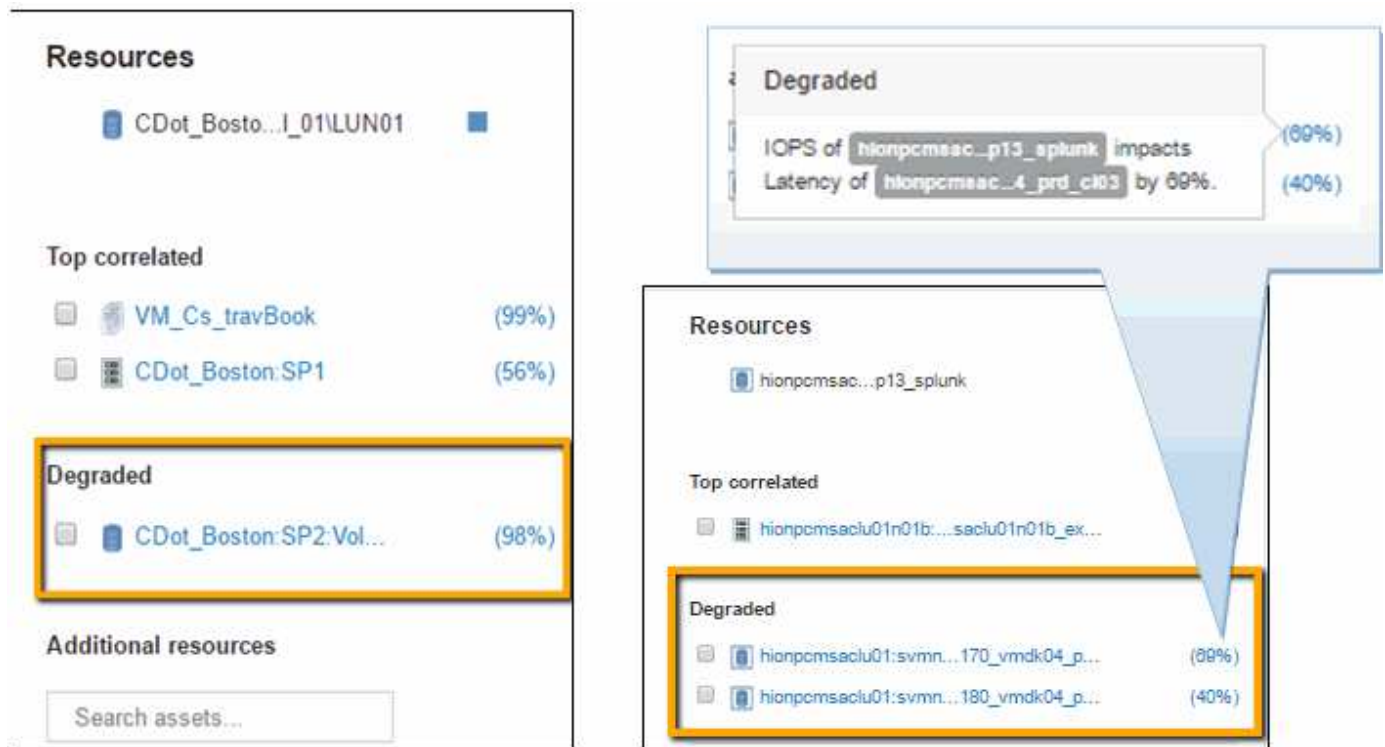 Resources
CDot_Bosto...l_01\LUN01
Top correlated
VM_Cs_travBook (99%)
CDot_Boston:SP1 (56%)
Degraded
CDot_Boston:SP2:Vol... (98%)
Additional resources
Search assets...
Degraded
IOPS of hionpcmsac...p13_splunk impacts
Latency of hionpcmsac...4_prd_cl03 by 69%.
(69%)
(40%)
Resources
hionpcmsac...p13_splunk
Top correlated
hionpcmsaclu01n01b:...saclu01n01b_ex...
Degraded
hionpcmsaclu01:svmn...170_vmdk04_p... (69%)
hionpcmsaclu01:svmn...180_vmdk04_p... (40%)